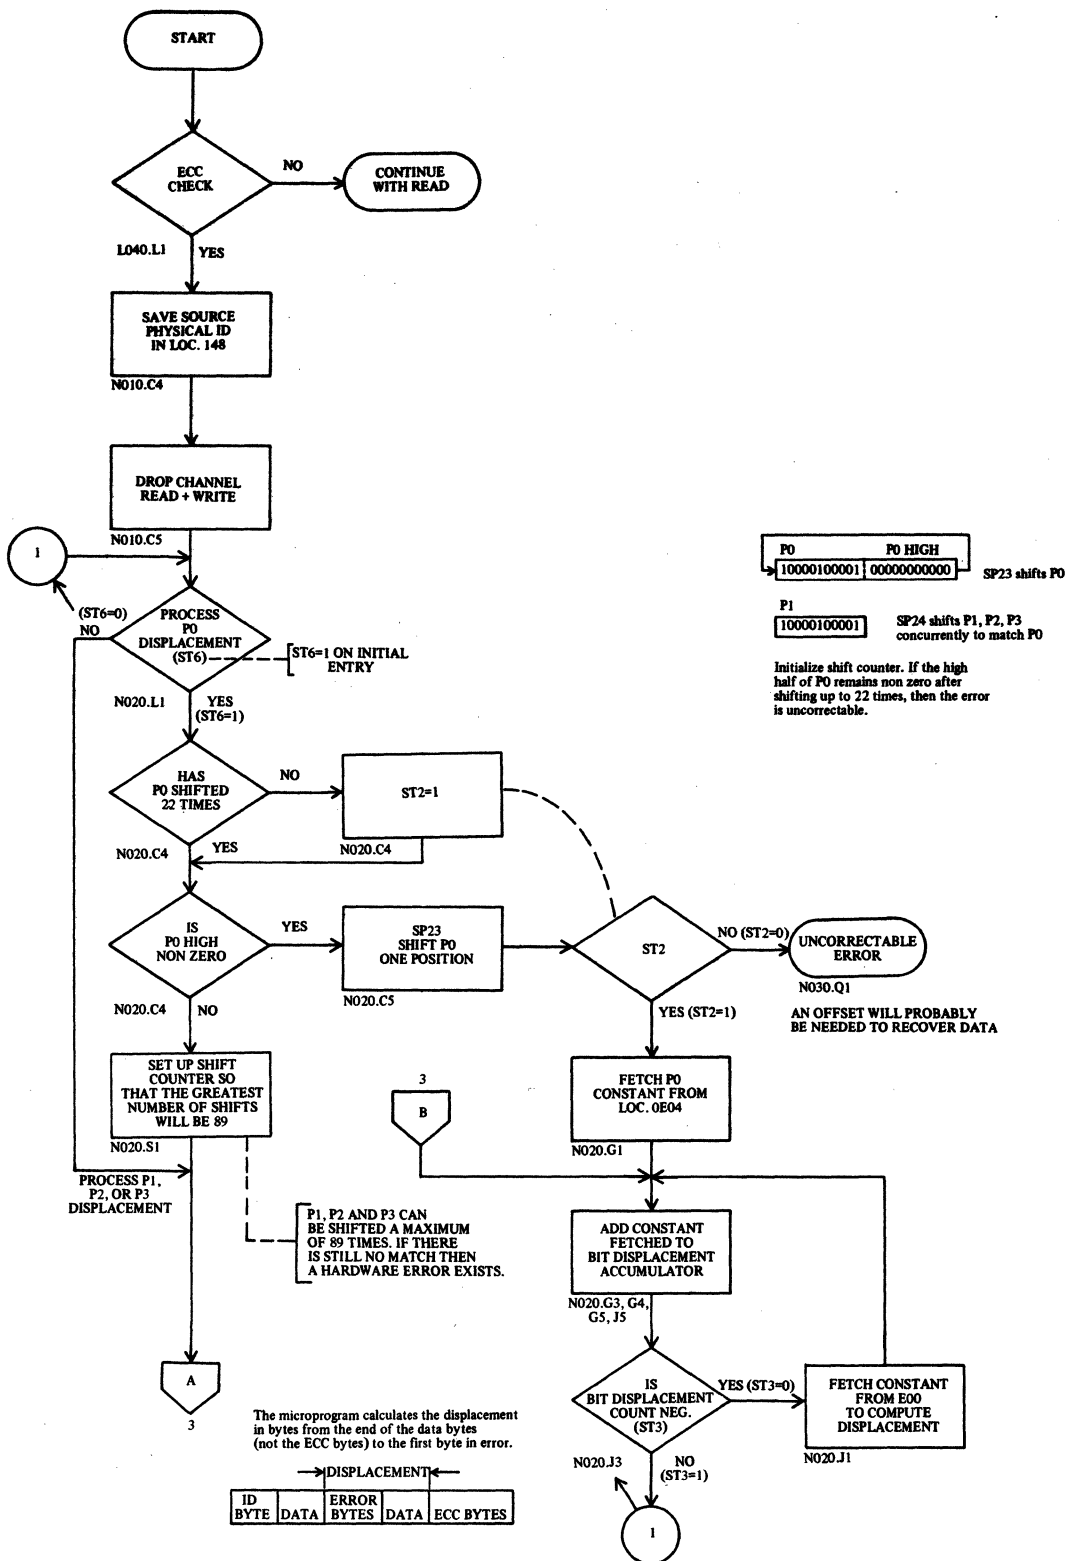 START
ECC
CHECK
NO
CONTINUE
WITH READ
L040.L1
YES
SAVE SOURCE
PHYSICAL ID
IN LOC. 148
N010.C4
DROP CHANNEL
READ + WRITE
N010.C5
1
P0
P0 HIGH
10000100001
00000000000
SP23 shifts P0
P1
10000100001
SP24 shifts P1, P2, P3
concurrently to match P0
Initialize shift counter. If the high
half of P0 remains non zero after
shifting up to 22 times, then the error
is uncorrectable.
(ST6=0)
NO
PROCESS
P0
DISPLACEMENT
(ST6)
ST6=1 ON INITIAL
ENTRY
N020.L1
YES
(ST6=1)
HAS
P0 SHIFTED
22 TIMES
NO
ST2=1
N020.C4
YES
N020.C4
IS
P0 HIGH
NON ZERO
YES
SP23
SHIFT P0
ONE POSITION
ST2
NO (ST2=0)
UNCORRECTABLE
ERROR
N020.C4
NO
N020.C5
YES (ST2=1)
N030.Q1
AN OFFSET WILL PROBABLY
BE NEEDED TO RECOVER DATA
SET UP SHIFT
COUNTER SO
THAT THE GREATEST
NUMBER OF SHIFTS
WILL BE 89
N020.S1
3
B
FETCH P0
CONSTANT FROM
LOC. 0E04
N020.G1
PROCESS P1,
P2, OR P3
DISPLACEMENT
P1, P2 AND P3 CAN
BE SHIFTED A MAXIMUM
OF 89 TIMES. IF THERE
IS STILL NO MATCH THEN
A HARDWARE ERROR EXISTS.
ADD CONSTANT
FETCHED TO
BIT DISPLACEMENT
ACCUMULATOR
N020.G3, G4,
G5, J5
A
3
IS
BIT DISPLACEMENT
COUNT NEG.
(ST3)
YES (ST3=0)
FETCH CONSTANT
FROM E00
TO COMPUTE
DISPLACEMENT
N020.J1
N020.J3
NO
(ST3=1)
1
The microprogram calculates the displacement
in bytes from the end of the data bytes
(not the ECC bytes) to the first byte in error.
DISPLACEMENT
ID
BYTE
DATA
ERROR
BYTES
DATA
ECC BYTES